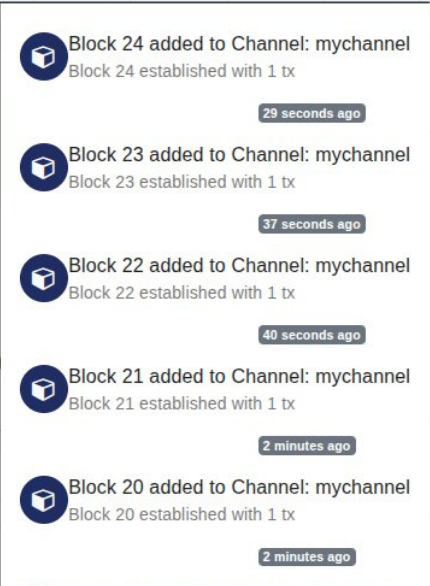 Block 24 added to Channel: mychannel
Block 24 established with 1 tx
29 seconds ago
Block 23 added to Channel: mychannel
Block 23 established with 1 tx
37 seconds ago
Block 22 added to Channel: mychannel
Block 22 established with 1 tx
40 seconds ago
Block 21 added to Channel: mychannel
Block 21 established with 1 tx
2 minutes ago
Block 20 added to Channel: mychannel
Block 20 established with 1 tx
2 minutes ago